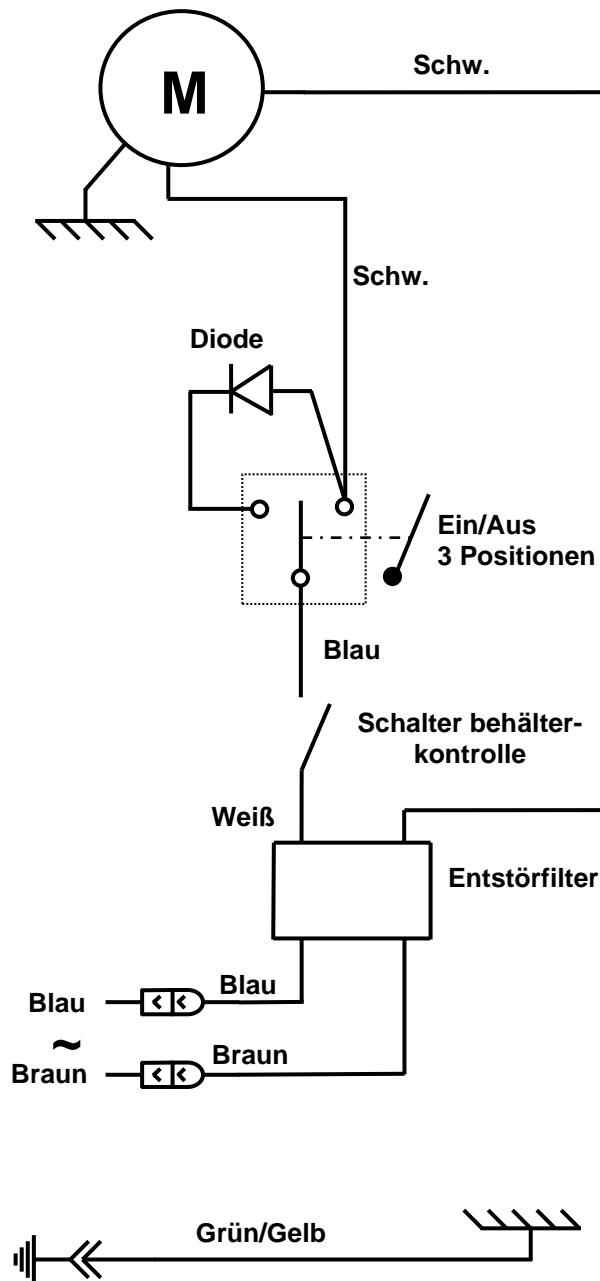 Schw.
M
Schw.
Diode
Ein/Aus
3 Positionen
Blau
Schalter behälter-
kontrolle
Weiß
Entstörfilter
Blau
Blau
~
Braun
Braun
Grün/Gelb